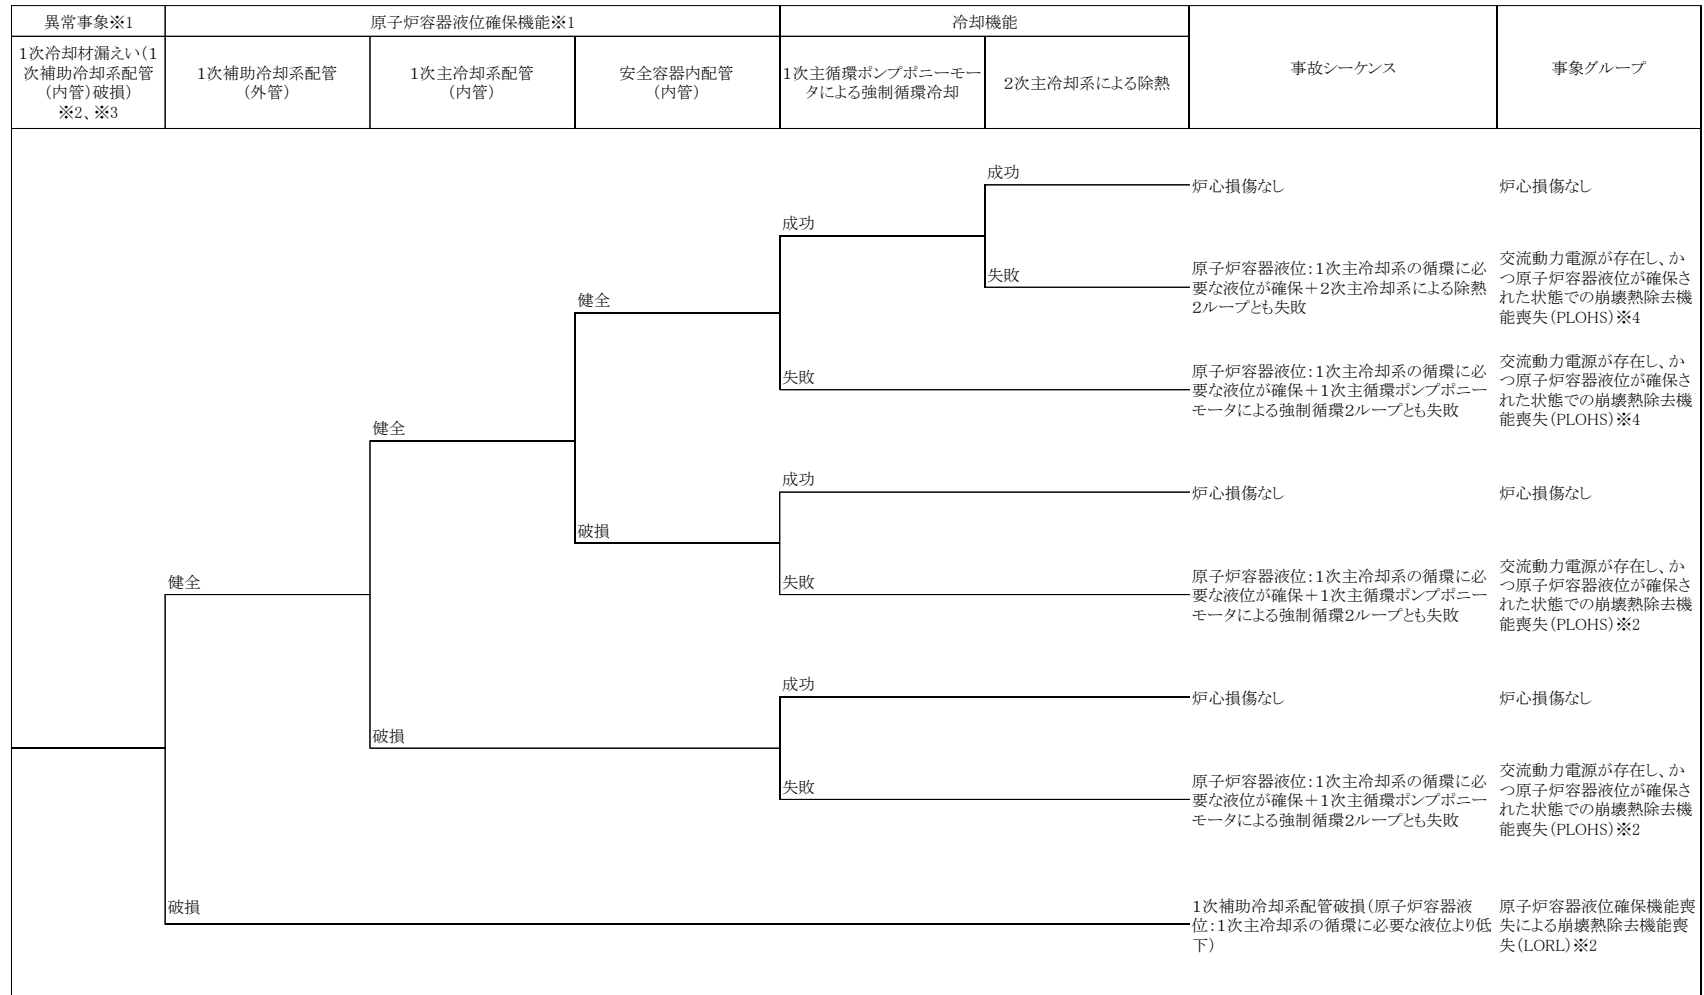 異常事象※1
原子炉容器液位確保機能※1
冷却機能
1次冷却材漏えい(1
次補助冷却系配管
(内管)破損)
※2、※3
1次補助冷却系配管
(外管)
1次主冷却系配管
(内管)
安全容器内配管
(内管)
1次主循環ポンプポニーモー
タによる強制循環冷却
2次主冷却系による除熱
事故シーケンス
事象グループ
成功
炉心損傷なし
炉心損傷なし
成功
失敗
原子炉容器液位:1次主冷却系の循環に必
要な液位が確保+2次主冷却系による除熱
2ループとも失敗
交流動力電源が存在し、か
つ原子炉容器液位が確保さ
れた状態での崩壊熱除去機
能喪失(PLOHS)※4
健全
失敗
原子炉容器液位:1次主冷却系の循環に必
要な液位が確保+1次主循環ポンプポニー
モータによる強制循環2ループとも失敗
交流動力電源が存在し、か
つ原子炉容器液位が確保さ
れた状態での崩壊熱除去機
能喪失(PLOHS)※4
健全
成功
炉心損傷なし
炉心損傷なし
破損
健全
失敗
原子炉容器液位:1次主冷却系の循環に必
要な液位が確保+1次主循環ポンプポニー
モータによる強制循環2ループとも失敗
交流動力電源が存在し、か
つ原子炉容器液位が確保さ
れた状態での崩壊熱除去機
能喪失(PLOHS)※2
成功
炉心損傷なし
炉心損傷なし
破損
失敗
原子炉容器液位:1次主冷却系の循環に必
要な液位が確保+1次主循環ポンプポニー
モータによる強制循環2ループとも失敗
交流動力電源が存在し、か
つ原子炉容器液位が確保さ
れた状態での崩壊熱除去機
能喪失(PLOHS)※2
破損
1次補助冷却系配管破損(原子炉容器液
位:1次主冷却系の循環に必要な液位より低
下)
原子炉容器液位確保機能喪
失による崩壊熱除去機能喪
失(LORL)※2